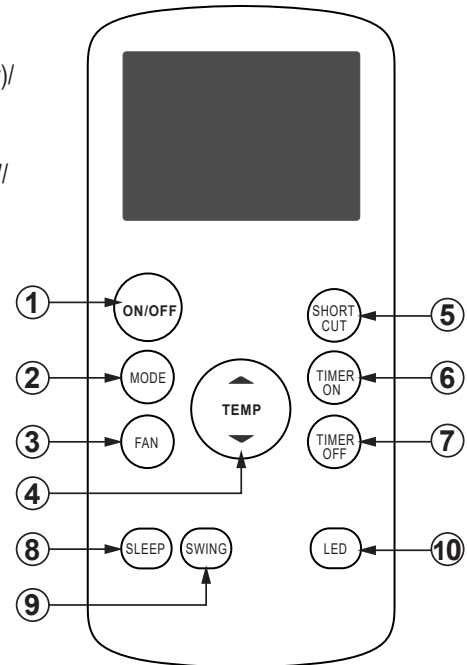 )/
//
1
ON/OFF
SHORT
CUT
5
2
MODE
TEMP
TIMER
ON
6
3
FAN
TIMER
OFF
7
4
8
SLEEP
SWING
LED
10
9